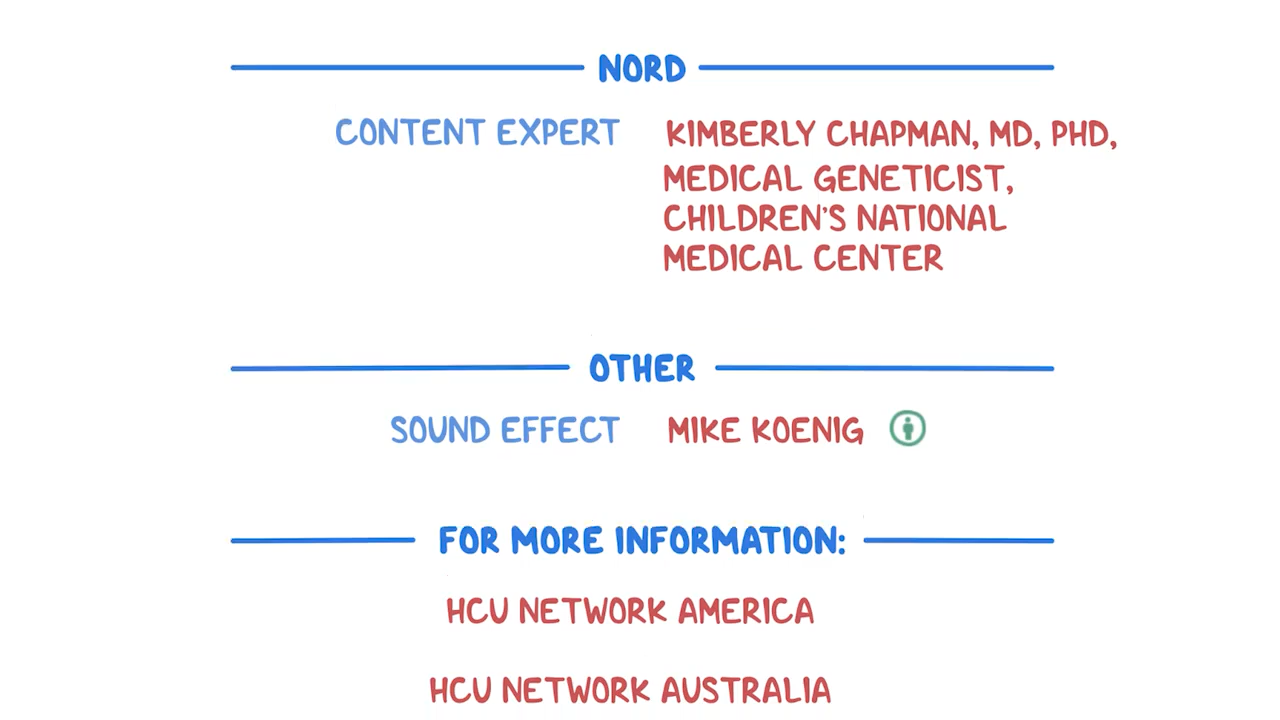 NORD
CONTENT EXPERT KIMBERLY CHAPMAN, MD, PHD,
MEDICAL GENETICIST,
CHILDREN'S NATIONAL
MEDICAL CENTER
OTHER
SOUND EFFECT MIKE KOENIG
FOR MORE INFORMATION:
HCU NETWORK AMERICA
HCU NETWORK AUSTRALIA